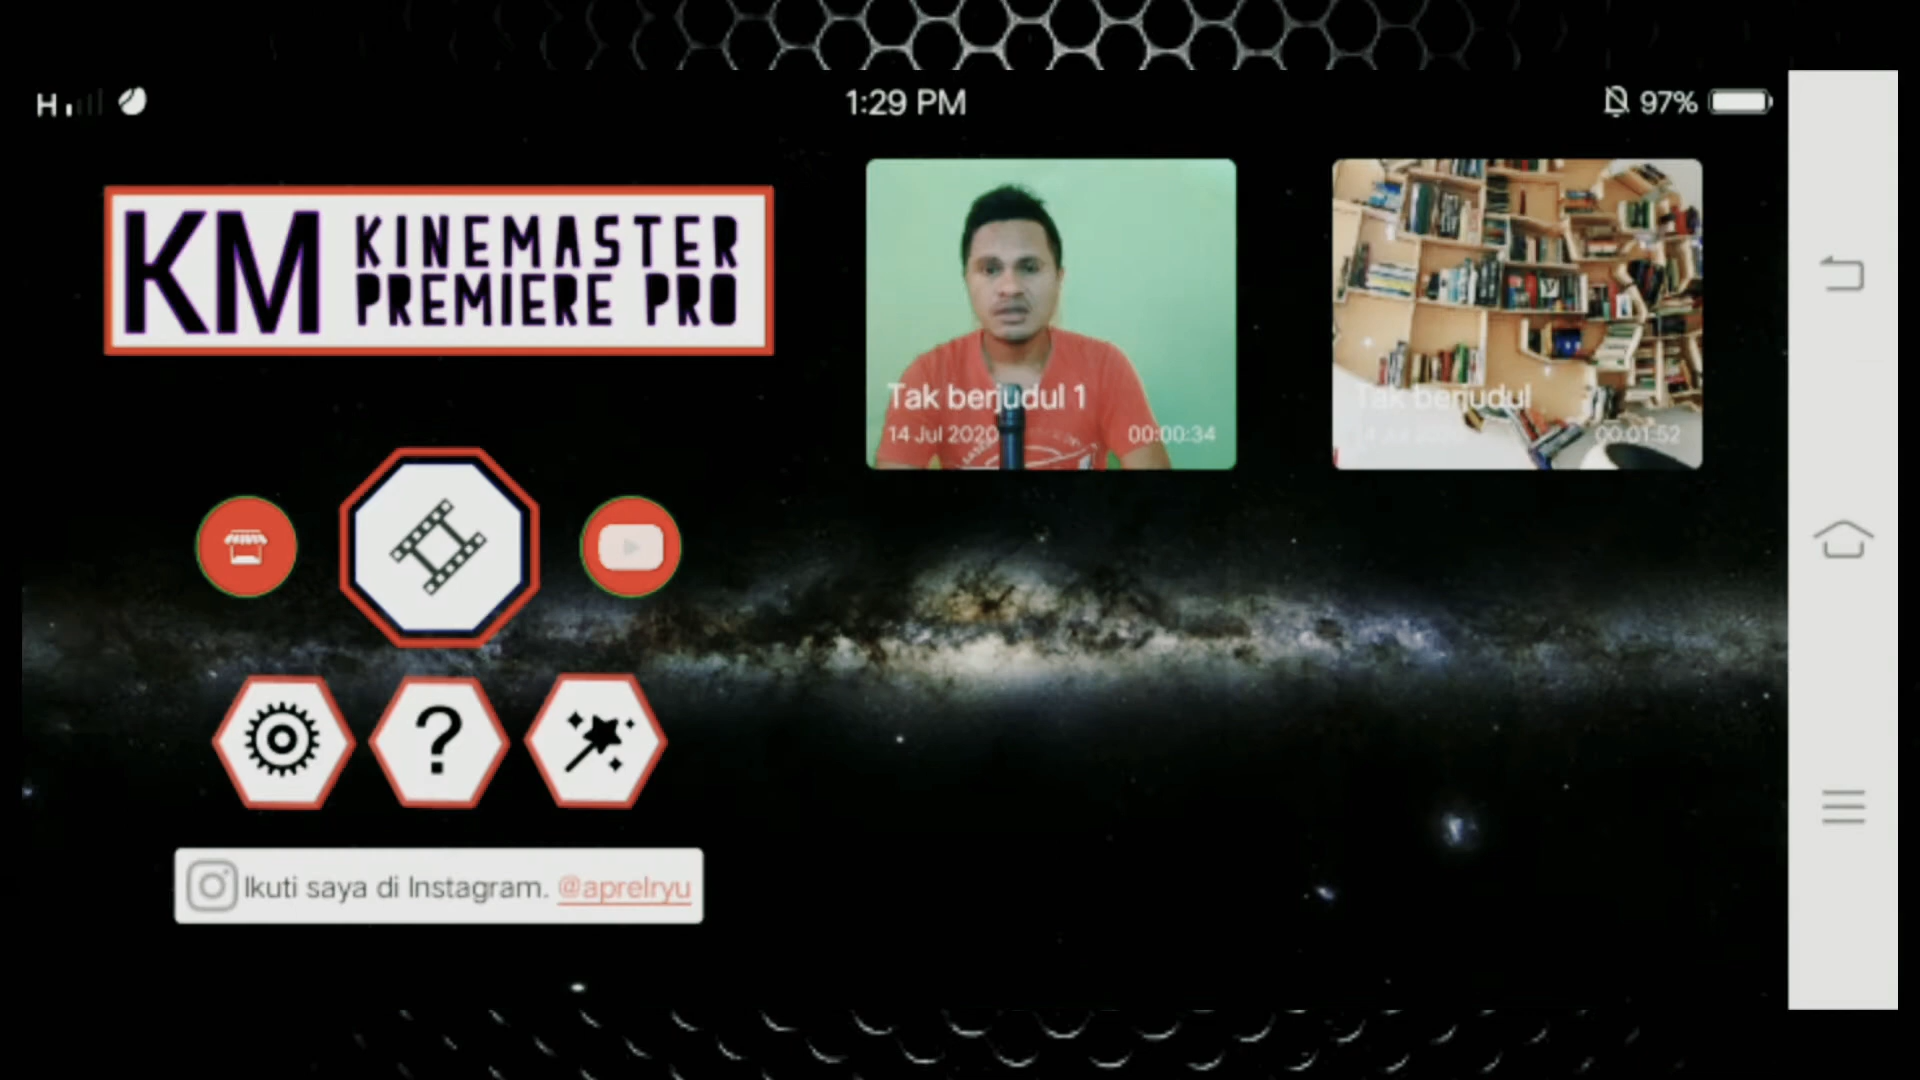 H
1:29 PM
97%
KM
KINEMASTER
PREMIERE PRO
Tak berjudul 1
14 Jul 2020
00:00:34
Tak berjudul
00:01:52
?
Ikuti saya di Instagram. @aprelryu